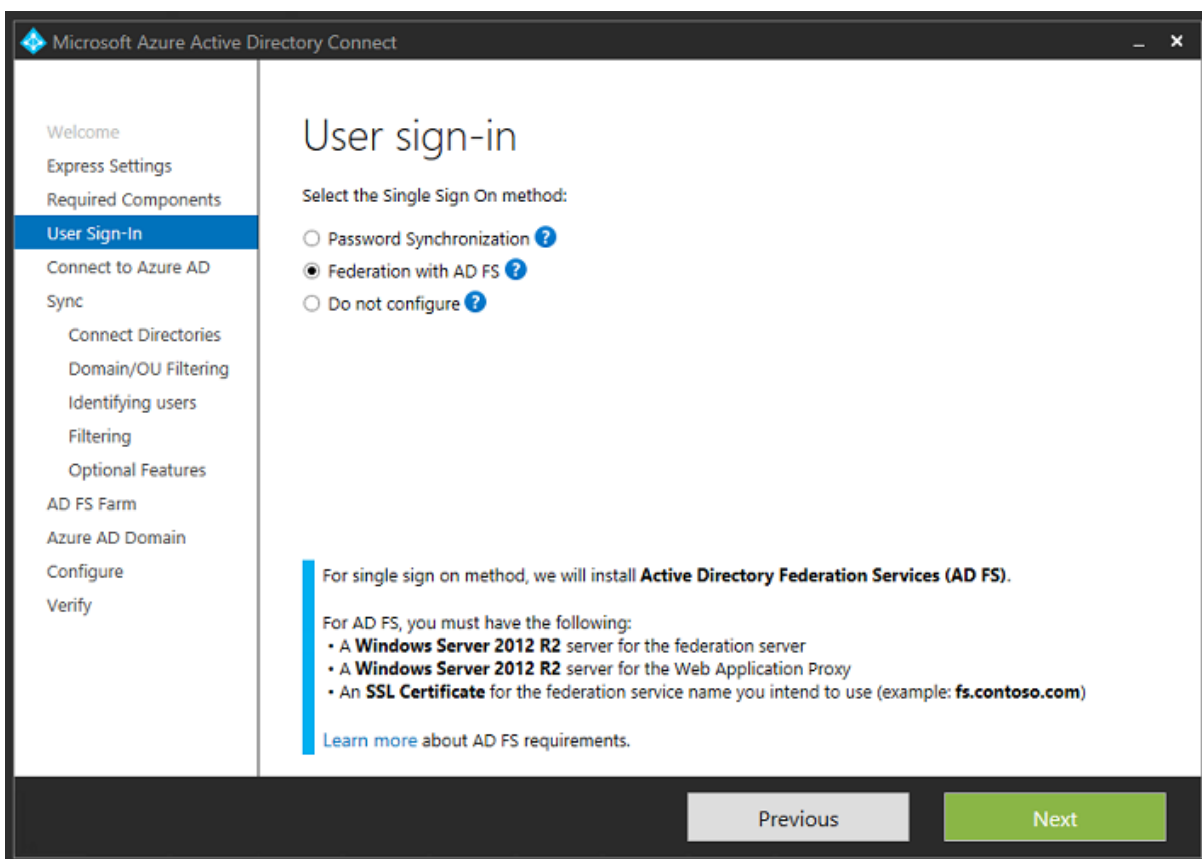 Microsoft Azure Active Directory Connect
Welcome
Express Settings
Required Components
User Sign-In
Connect to Azure AD
Sync
Connect Directories
Domain/OU Filtering
Identifying users
Filtering
Optional Features
AD FS Farm
Azure AD Domain
Configure
Verify
User sign-in
Select the Single Sign On method:
Password Synchronization ?
Federation with AD FS ?
Do not configure ?
For single sign on method, we will install Active Directory Federation Services (AD FS).
For AD FS, you must have the following:
• A Windows Server 2012 R2 server for the federation server
• A Windows Server 2012 R2 server for the Web Application Proxy
• An SSL Certificate for the federation service name you intend to use (example: fs.contoso.com)
Learn more about AD FS requirements.
Previous
Next